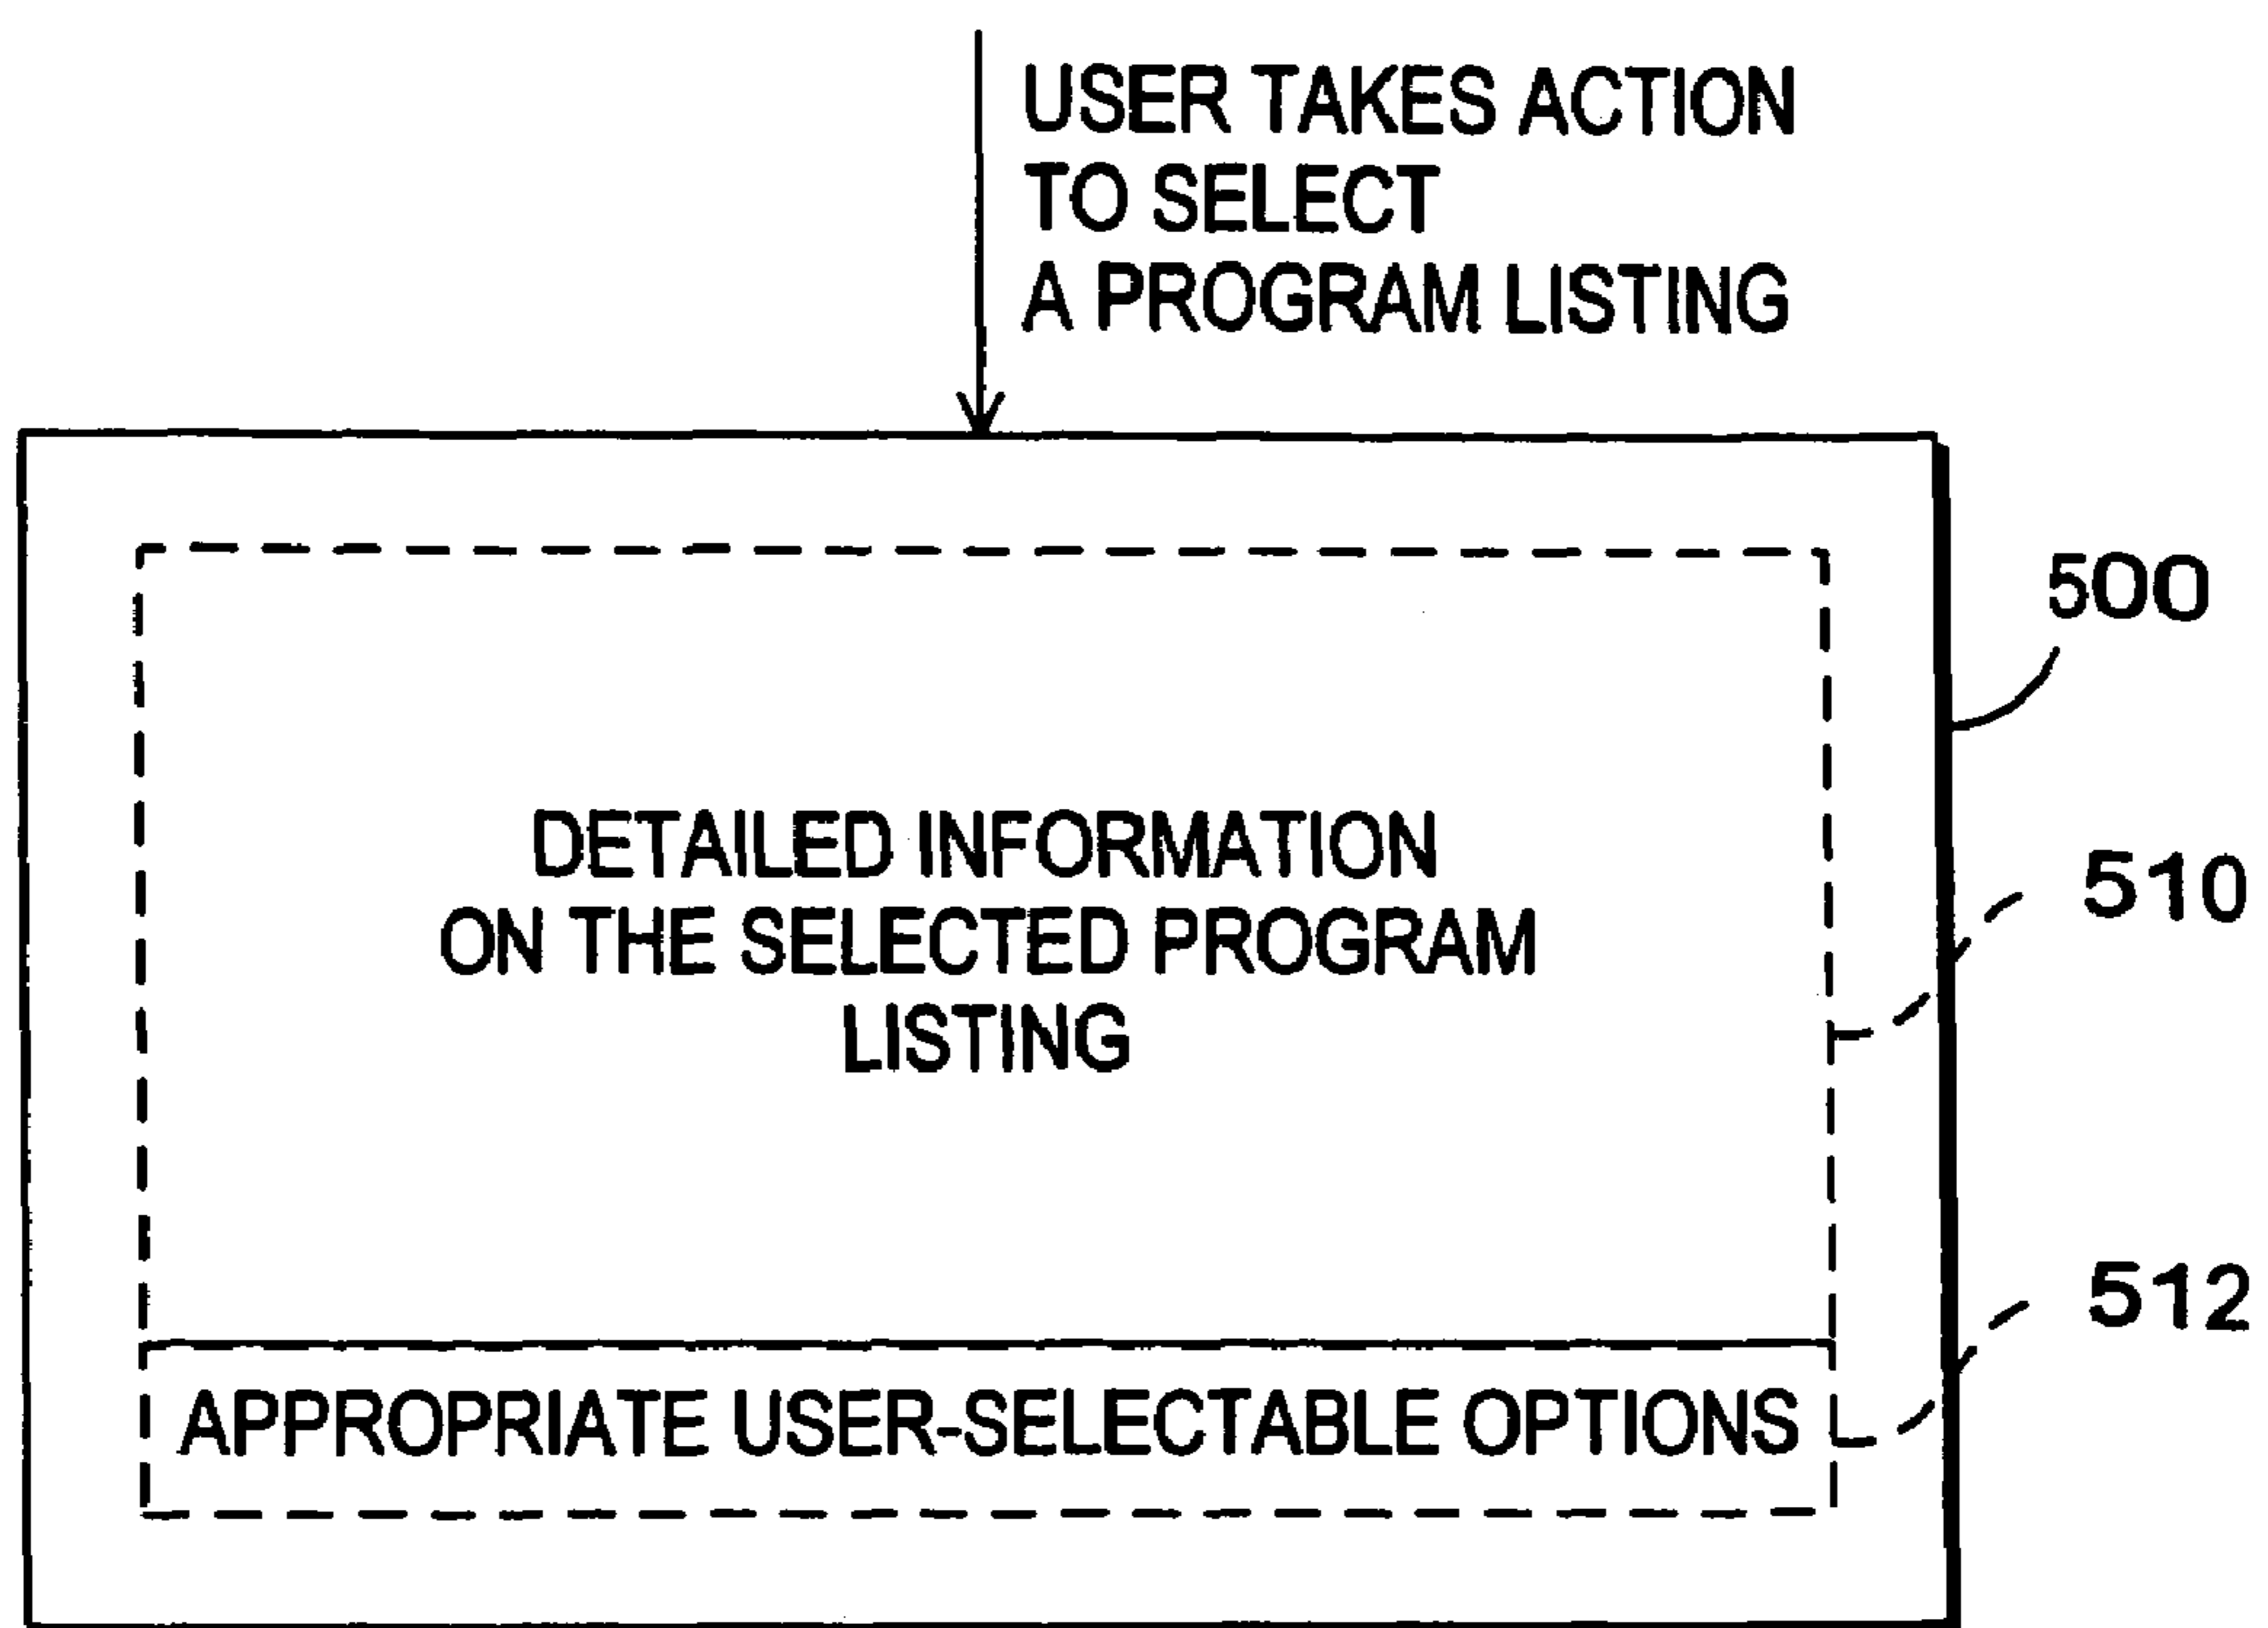 USER TAKES ACTION
TO SELECT
A PROGRAM LISTING
500
DETAILED INFORMATION
ON THE SELECTED PROGRAM
LISTING
510
512
APPROPRIATE USER-SELECTABLE OPTIONS